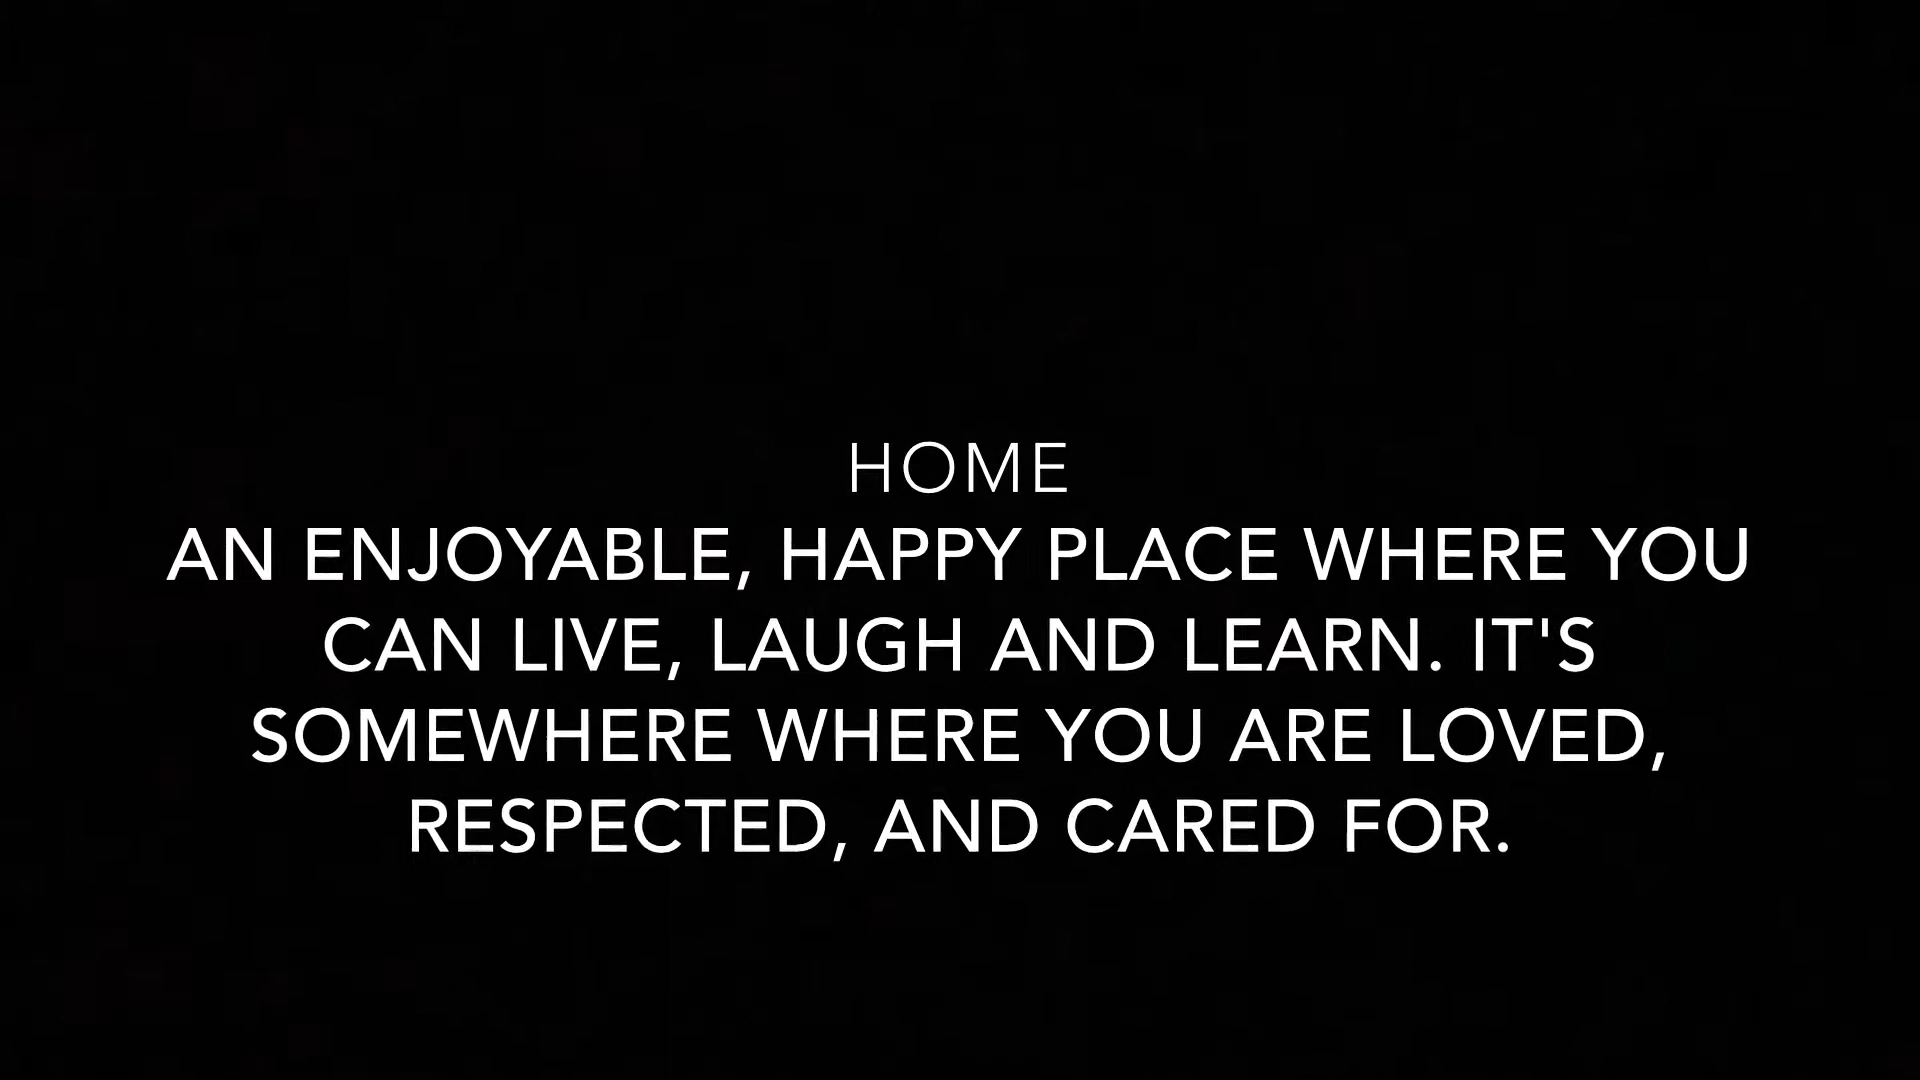 HOME
AN ENJOYABLE, HAPPY PLACE WHERE YOU
CAN LIVE, LAUGH AND LEARN. IT'S
SOMEWHERE WHERE YOU ARE LOVED,
RESPECTED, AND CARED FOR.